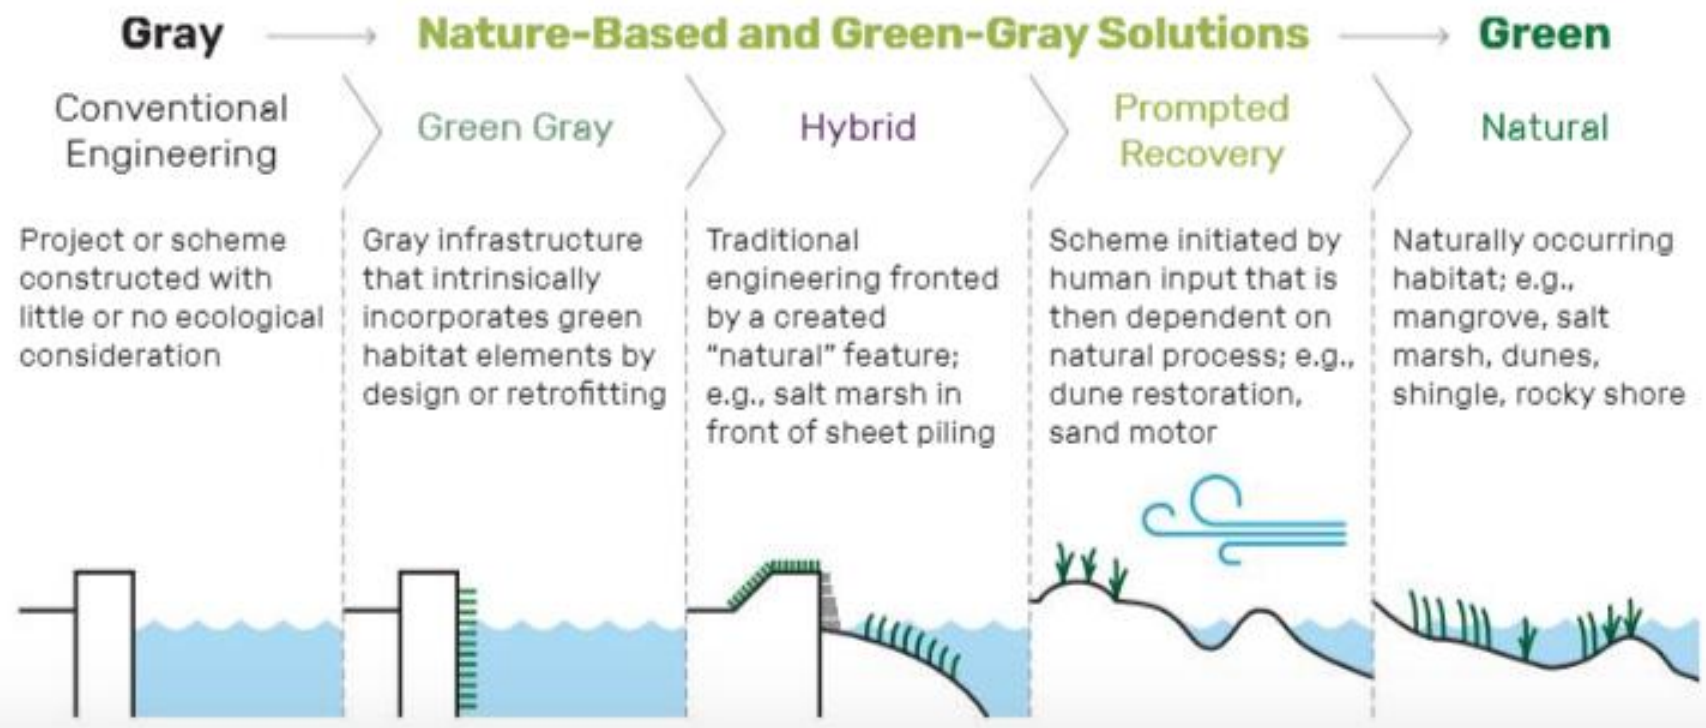 Gray
Nature-Based and Green-Gray Solutions
Green
Conventional
Engineering
Green Gray
Hybrid
Prompted
Recovery
Natural
Project or scheme
constructed with
little or no ecological
consideration
Gray infrastructure
that intrinsically
incorporates green
habitat elements by
design or retrofitting
Traditional
engineering fronted
by a created
“natural” feature;
e.g., salt marsh in
front of sheet piling
Scheme initiated by
human input that is
then dependent on
natural process; e.g.,
dune restoration,
sand motor
Naturally occurring
habitat; e.g.,
mangrove, salt
marsh, dunes,
shingle, rocky shore